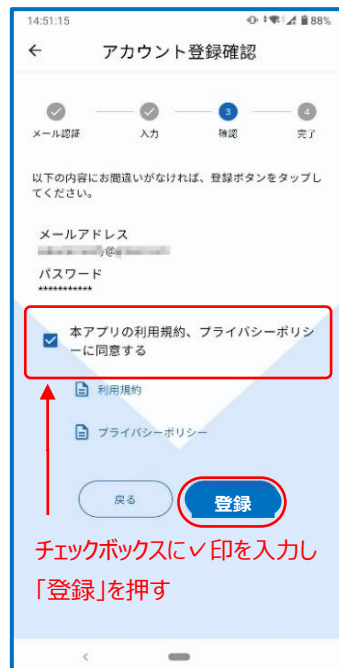 14:51:15
88%
アカウント登録確認
3
4
メール認証
入力
確認
完了
以下の内容にお間違いがなければ、登録ボタンをタップし
てください。
メールアドレス
@
パスワード
***********
本アプリの利用規約、プライバシーポリシ
ーに同意する
利用規約
プライバシーポリシー
戻る
登録
チェックボックスに✓印を入力し
「登録」を押す